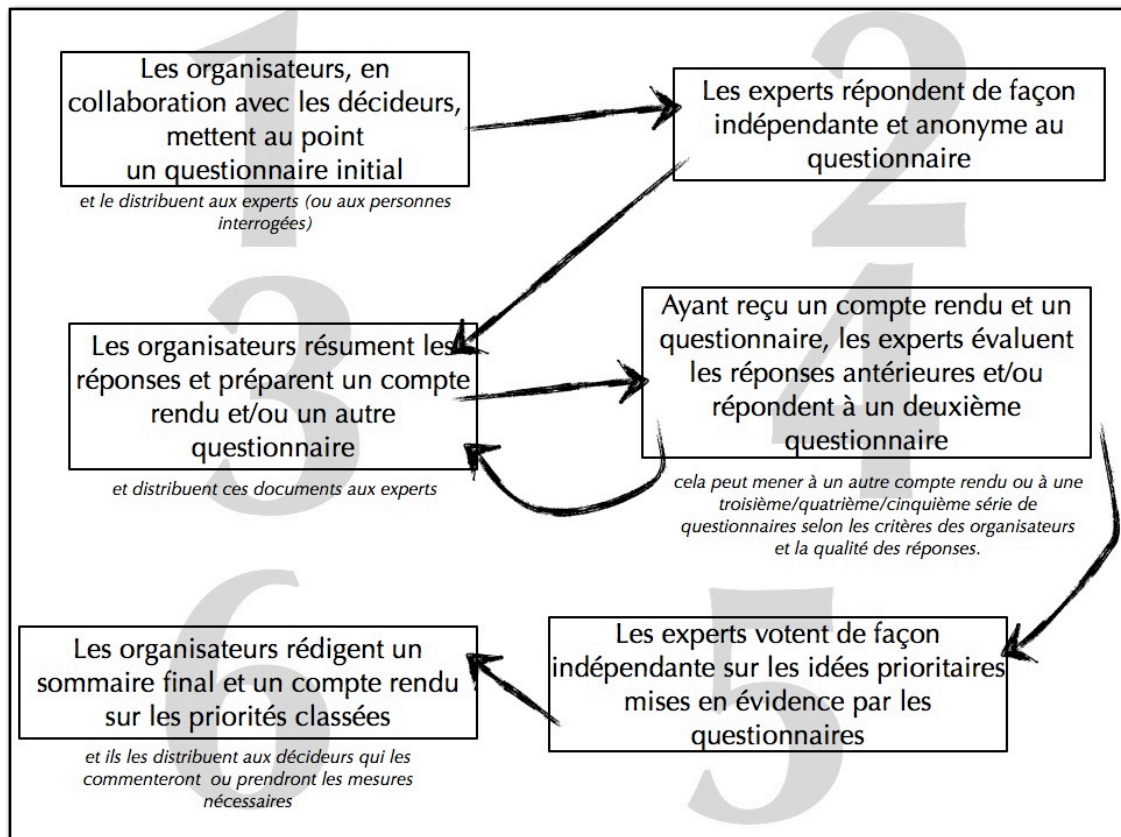 1
Les organisateurs, en
collaboration avec les décideurs,
mettent au point
un questionnaire initial
et le distribuent aux experts (ou aux personnes
interrogées)
2
Les experts répondent de façon
indépendante et anonyme au
questionnaire
3
Les organisateurs résument les
réponses et préparent un compte
rendu et/ou un autre
questionnaire
et distribuent ces documents aux experts
4
Ayant reçu un compte rendu et un
questionnaire, les experts évaluent
les réponses antérieures et/ou
répondent à un deuxième
questionnaire
cela peut mener à un autre compte rendu ou à une
troisième/quatrième/cinquième série de
questionnaires selon les critères des organisateurs
et la qualité des réponses.
5
Les experts votent de façon
indépendante sur les idées prioritaires
mises en évidence par les
questionnaires
6
Les organisateurs rédigent un
sommaire final et un compte rendu
sur les priorités classées
et ils les distribuent aux décideurs qui les
commenteront ou prendront les mesures
nécessaires